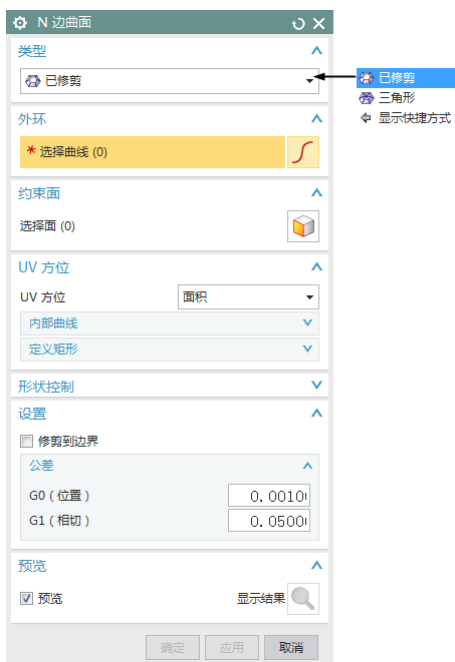 N 边曲面
类型
已修剪
已修剪
三角形
显示快捷方式
外环
* 选择曲线 (0)
约束面
选择面 (0)
UV 方位
UV 方位 面积
内部曲线
定义矩形
形状控制
设置
修剪到边界
公差
G0 ( 位置 ) 0.0010
G1 ( 相切 ) 0.0500
预览
预览 显示结果
确定 应用 取消